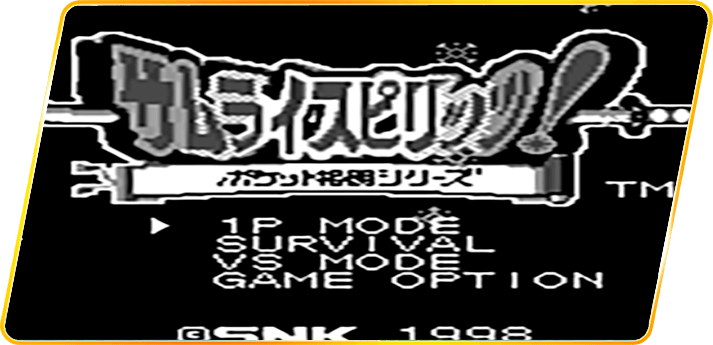 サムライスピリッツ!
ポケット格闘シリーズ
TM
1P MODE
SURVIVAL
VS MODE
GAME OPTION
©SNK 1998